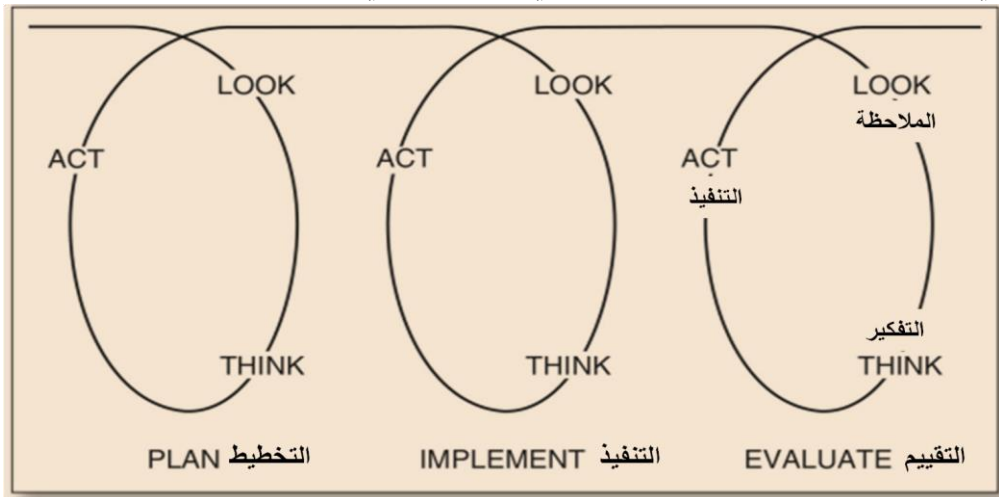 LOOK
LOOK
LOOK
الملاحظة
ACT
ACT
ACT
التنفيذ
التفكير
THINK
THINK
THINK
PLAN التخطيط
IMPLEMENT التنفيذ
EVALUATE التقييم